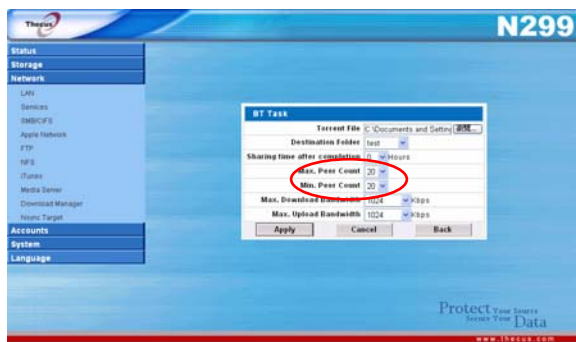 Thecus
N299
Status
Storage
Network
LAN
Services
SMB/CIFS
Apple Network
FTP
NFS
iTunes
Media Server
Download Manager
Nsync Target
Accounts
System
Language
BT Task
Torrent File C:\Documents and Setting 瀏覽...
Destination Folder test
Sharing time after completion 0 Hours
Max. Peer Count 20
Min. Peer Count 20
Max. Download Bandwidth 1024 Kbps
Max. Upload Bandwidth 1024 Kbps
Apply Cancel Back
Protect Your Source
Secure Your Data
www.thecus.com